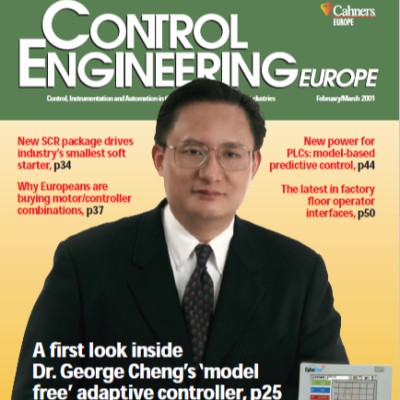 Cahners
EUROPE
CONTROL
ENGINEERING EUROPE
Control, Instrumentation and Automation in
February/March 2001
New SCR package drives
industry's smallest soft
starter, p34
Why Europeans are
buying motor/controller
combinations, p37
New power for
PLCs: model-based
predictive control, p44
The latest in factory
floor operator
interfaces, p50
A first look inside
Dr. George Cheng's 'model
free' adaptive controller, p25